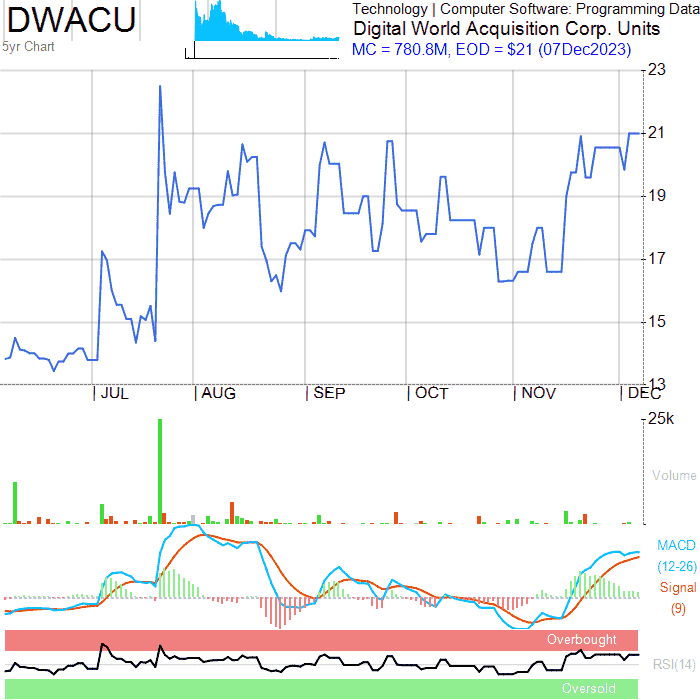 DWACU
5yr Chart
Technology | Computer Software: Programming Data
Digital World Acquisition Corp. Units
MC = 780.8M, EOD = $21 (07Dec2023)
23
21
19
17
15
13
JUL AUG SEP OCT NOV DEC
25k
Volume
MACD
(12-26)
Signal
(9)
Overbought
RSI(14)
Oversold